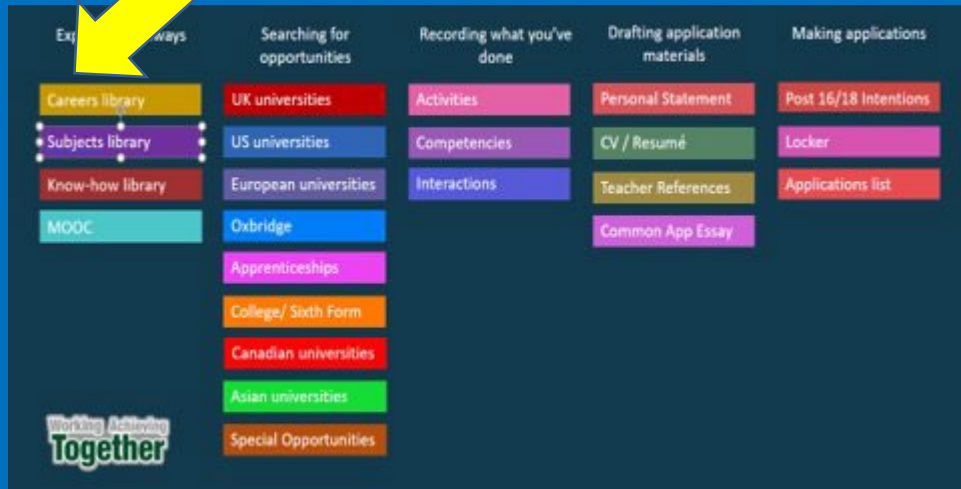 Exp ways
Careers library
Subjects library
Know-how library
MOOC
Searching for
opportunities
UK universities
US universities
European universities
Oxbridge
Apprenticeships
College/ Sixth Form
Canadian universities
Asian universities
Special Opportunities
Recording what you've
done
Activities
Competencies
Interactions
Drafting application
materials
Personal Statement
CV / Resumé
Teacher References
Common App Essay
Making applications
Post 16/18 Intentions
Locker
Applications list
Working Achieving
Together